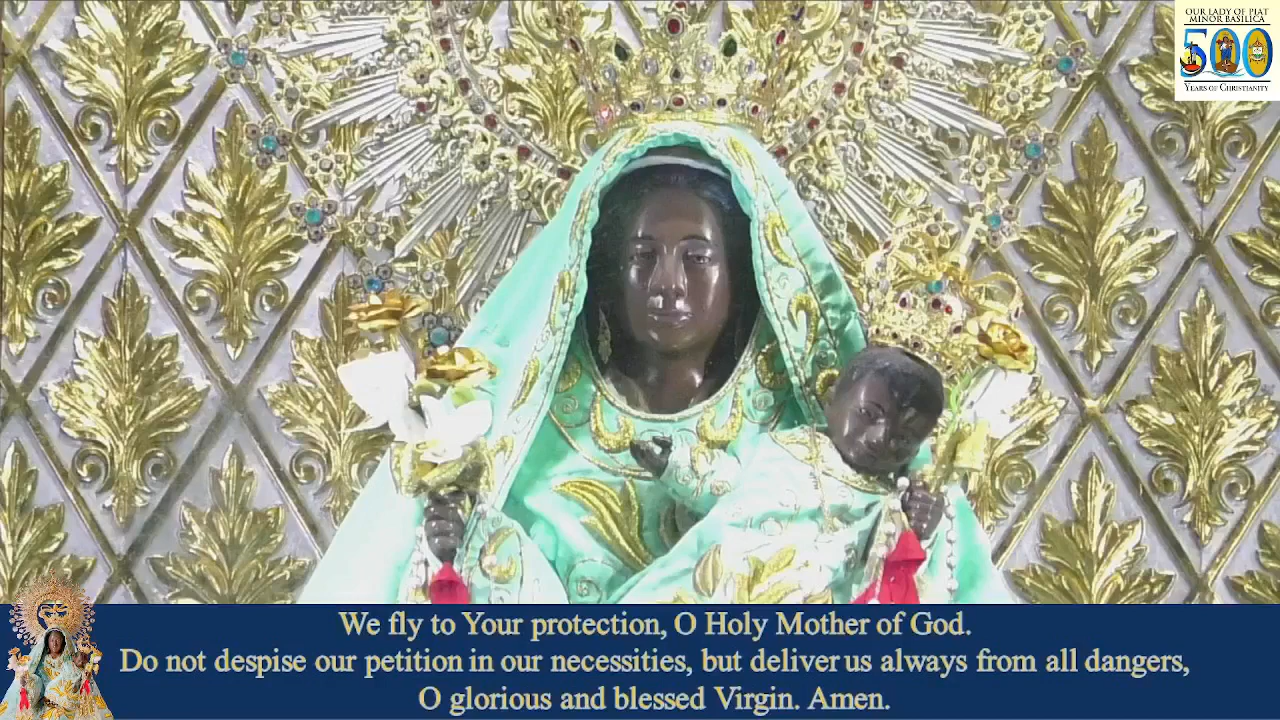 OUR LADY OF PIAT
MINOR BASILICA
500
YEARS OF CHRISTIANITY
We fly to Your protection, O Holy Mother of God.
Do not despise our petition in our necessities, but deliver us always from all dangers,
O glorious and blessed Virgin. Amen.